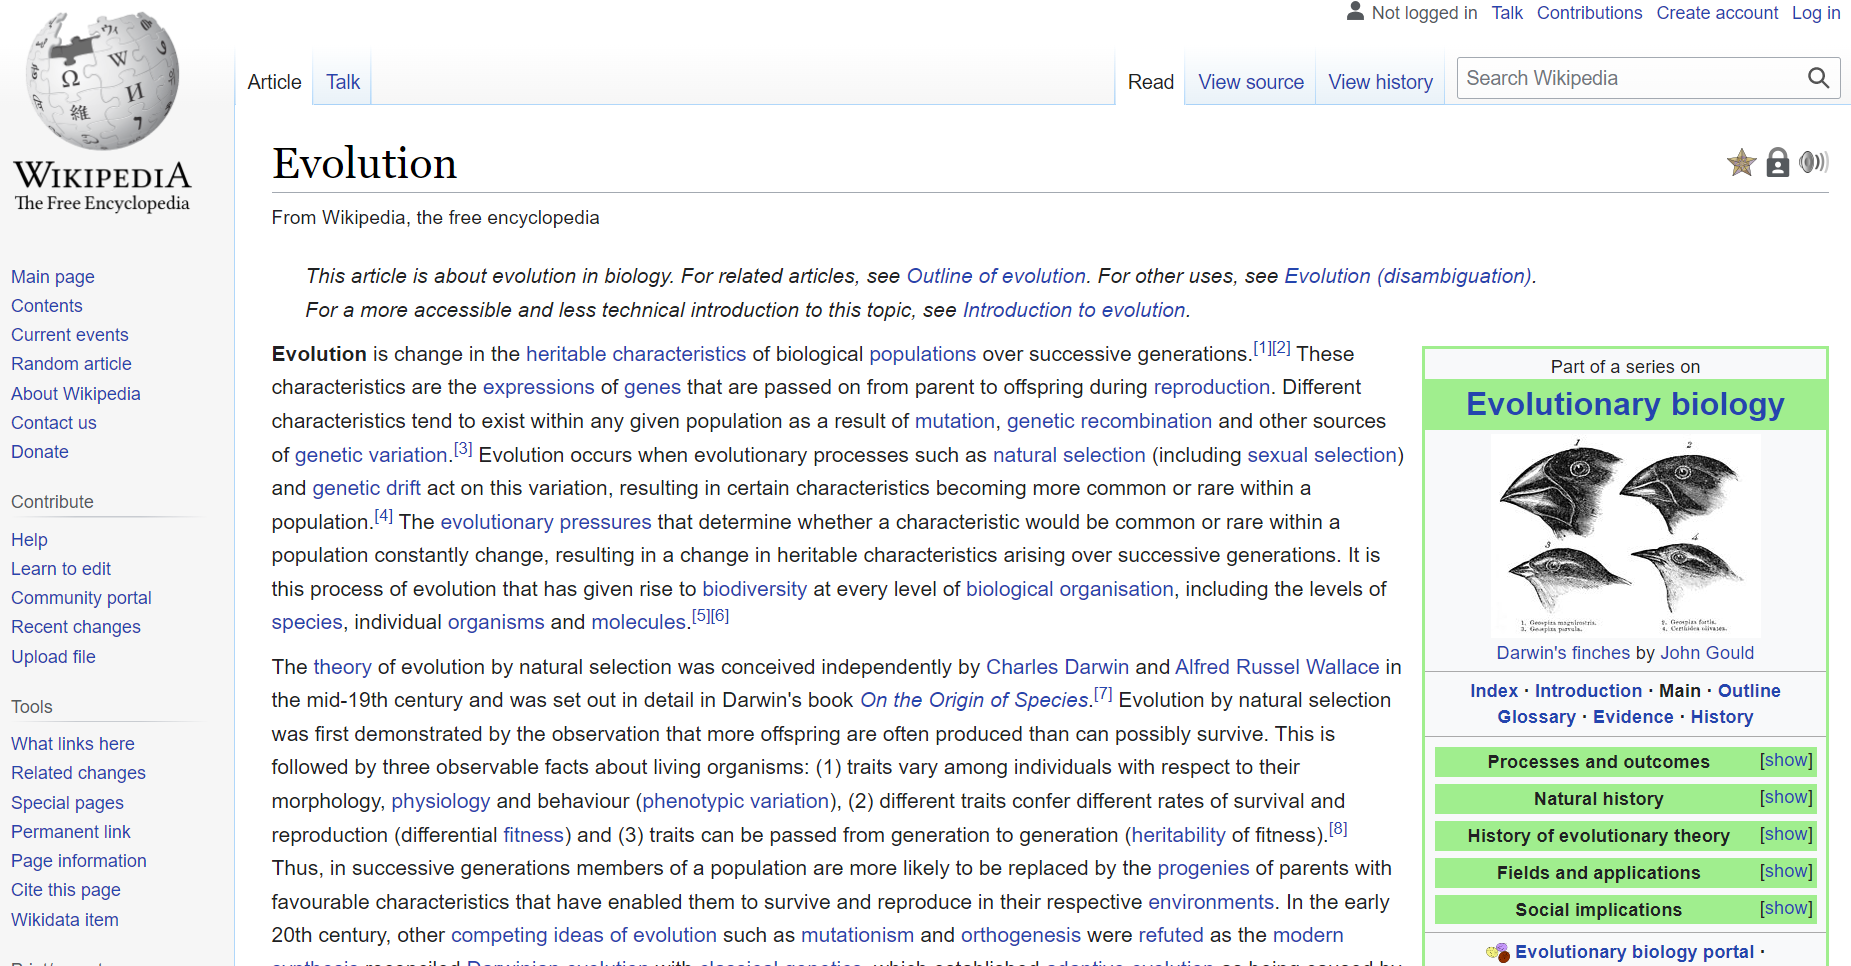 Not logged in Talk Contributions Create account Log in
Article Talk Read View source View history Search Wikipedia
WIKIPEDIA
The Free Encyclopedia
Main page
Contents
Current events
Random article
About Wikipedia
Contact us
Donate
Contribute
Help
Learn to edit
Community portal
Recent changes
Upload file
Tools
What links here
Related changes
Special pages
Permanent link
Page information
Cite this page
Wikidata item
Evolution
From Wikipedia, the free encyclopedia
This article is about evolution in biology. For related articles, see Outline of evolution. For other uses, see Evolution (disambiguation).
For a more accessible and less technical introduction to this topic, see Introduction to evolution.
Evolution is change in the heritable characteristics of biological populations over successive generations.[1][2] These
characteristics are the expressions of genes that are passed on from parent to offspring during reproduction. Different
characteristics tend to exist within any given population as a result of mutation, genetic recombination and other sources
of genetic variation.[3] Evolution occurs when evolutionary processes such as natural selection (including sexual selection)
and genetic drift act on this variation, resulting in certain characteristics becoming more common or rare within a
population.[4] The evolutionary pressures that determine whether a characteristic would be common or rare within a
population constantly change, resulting in a change in heritable characteristics arising over successive generations. It is
this process of evolution that has given rise to biodiversity at every level of biological organisation, including the levels of
species, individual organisms and molecules.[5][6]
The theory of evolution by natural selection was conceived independently by Charles Darwin and Alfred Russel Wallace in
the mid-19th century and was set out in detail in Darwin's book On the Origin of Species.[7] Evolution by natural selection
was first demonstrated by the observation that more offspring are often produced than can possibly survive. This is
followed by three observable facts about living organisms: (1) traits vary among individuals with respect to their
morphology, physiology and behaviour (phenotypic variation), (2) different traits confer different rates of survival and
reproduction (differential fitness) and (3) traits can be passed from generation to generation (heritability of fitness).[8]
Thus, in successive generations members of a population are more likely to be replaced by the progenies of parents with
favourable characteristics that have enabled them to survive and reproduce in their respective environments. In the early
20th century, other competing ideas of evolution such as mutationism and orthogenesis were refuted as the modern
Part of a series on
Evolutionary biology
1 2
3 4
1. Geospiza magnirostris. 2. Geospiza fortis.
3. Geospiza parvula. 4. Certhidea olivasea.
Darwin's finches by John Gould
Index · Introduction · Main · Outline
Glossary · Evidence · History
Processes and outcomes [show]
Natural history [show]
History of evolutionary theory [show]
Fields and applications [show]
Social implications [show]
Evolutionary biology portal ·